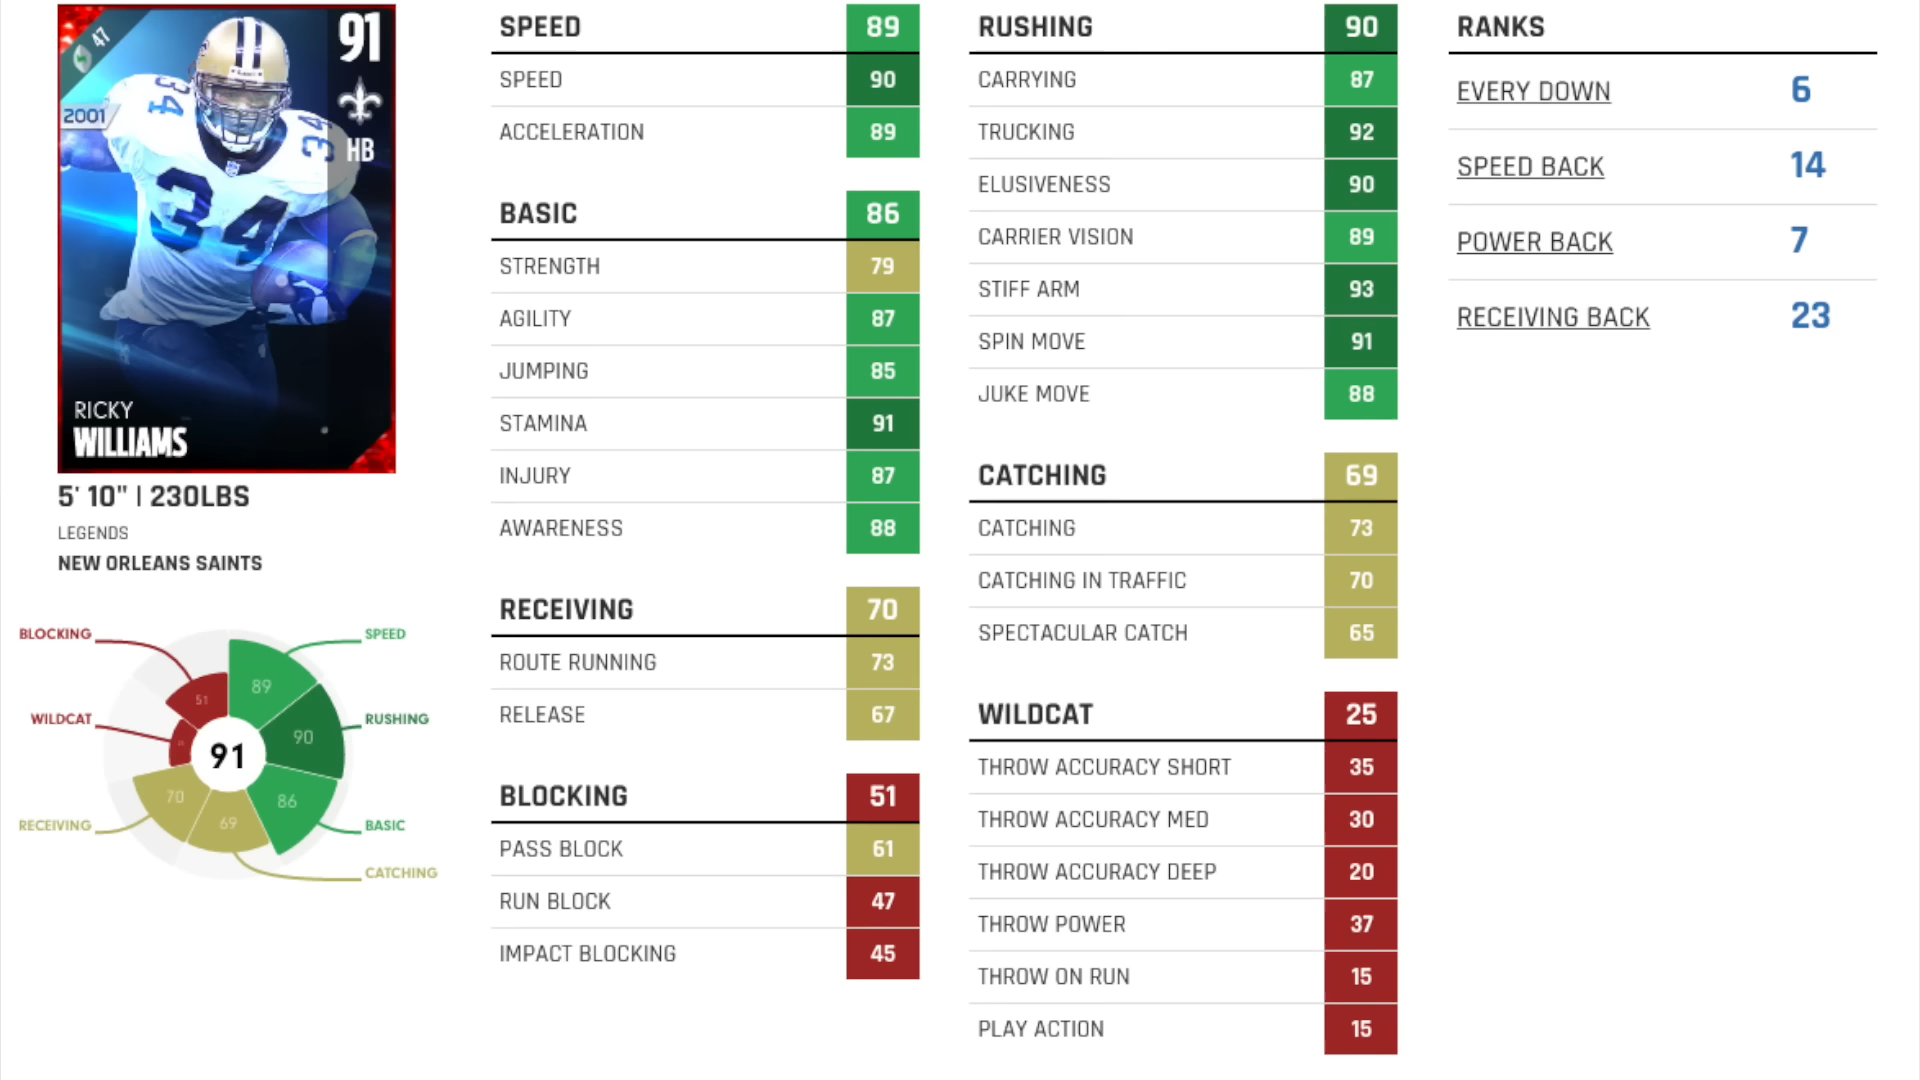 47
91
2001
HB
34
34
34
RICKY
WILLIAMS
5' 10" | 230LBS
LEGENDS
NEW ORLEANS SAINTS
BLOCKING
SPEED
WILDCAT
RUSHING
RECEIVING
BASIC
CATCHING
51
89
90
91
70
86
69
SPEED 89
SPEED 90
ACCELERATION 89
BASIC 86
STRENGTH 79
AGILITY 87
JUMPING 85
STAMINA 91
INJURY 87
AWARENESS 88
RECEIVING 70
ROUTE RUNNING 73
RELEASE 67
BLOCKING 51
PASS BLOCK 61
RUN BLOCK 47
IMPACT BLOCKING 45
RUSHING 90
CARRYING 87
TRUCKING 92
ELUSIVENESS 90
CARRIER VISION 89
STIFF ARM 93
SPIN MOVE 91
JUKE MOVE 88
CATCHING 69
CATCHING 73
CATCHING IN TRAFFIC 70
SPECTACULAR CATCH 65
WILDCAT 25
THROW ACCURACY SHORT 35
THROW ACCURACY MED 30
THROW ACCURACY DEEP 20
THROW POWER 37
THROW ON RUN 15
PLAY ACTION 15
RANKS
EVERY DOWN 6
SPEED BACK 14
POWER BACK 7
RECEIVING BACK 23